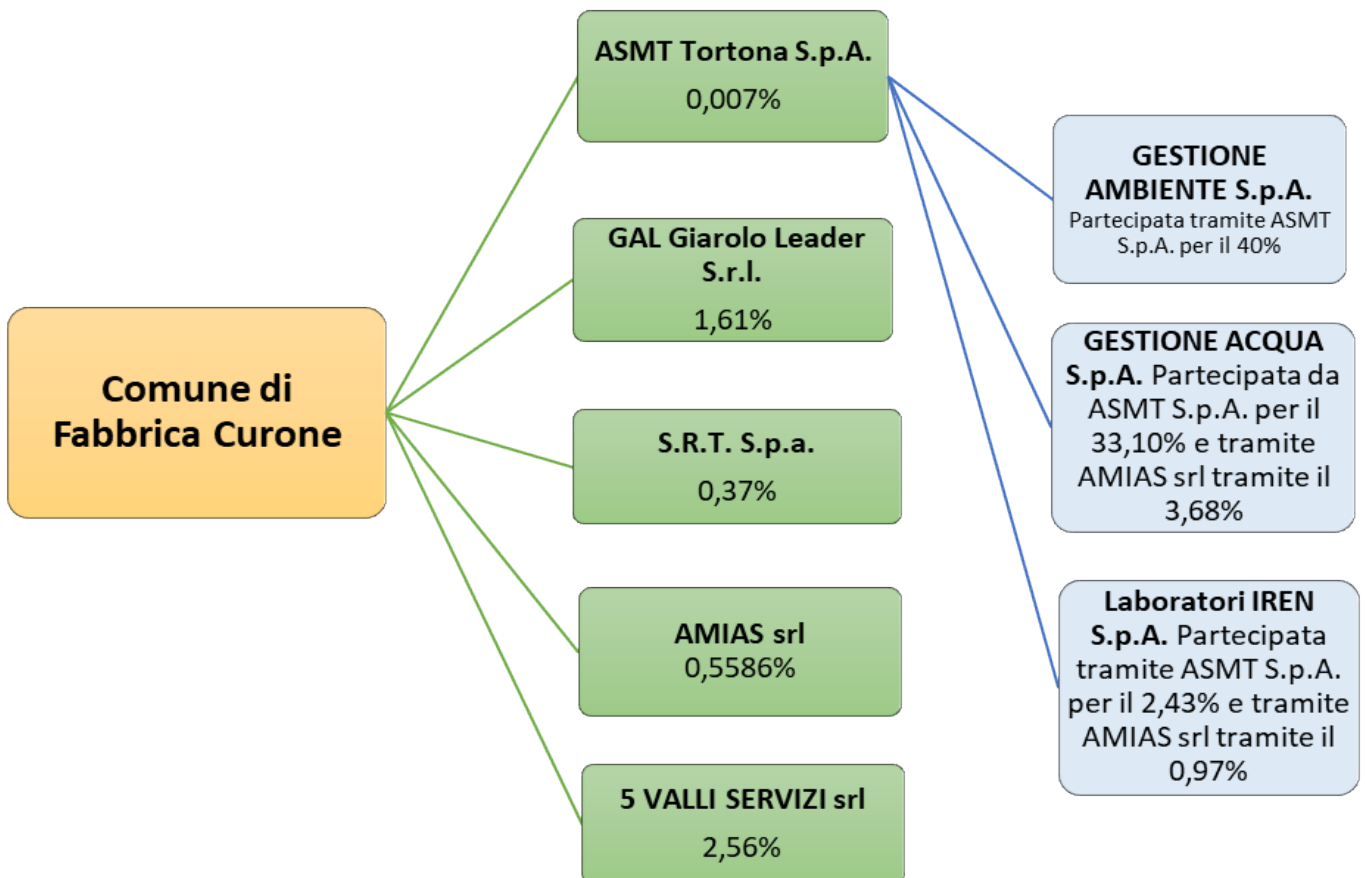 Comune di
Fabbrica Curone
ASMT Tortona S.p.A.
0,007%
GAL Giarolo Leader
S.r.l.
1,61%
S.R.T. S.p.a.
0,37%
AMIAS srl
0,5586%
5 VALLI SERVIZI srl
2,56%
GESTIONE
AMBIENTE S.p.A.
Partecipata tramite ASMT
S.p.A. per il 40%
GESTIONE ACQUA
S.p.A. Partecipata da
ASMT S.p.A. per il
33,10% e tramite
AMIAS srl tramite il
3,68%
Laboratori IREN
S.p.A. Partecipata
tramite ASMT S.p.A.
per il 2,43% e tramite
AMIAS srl tramite il
0,97%